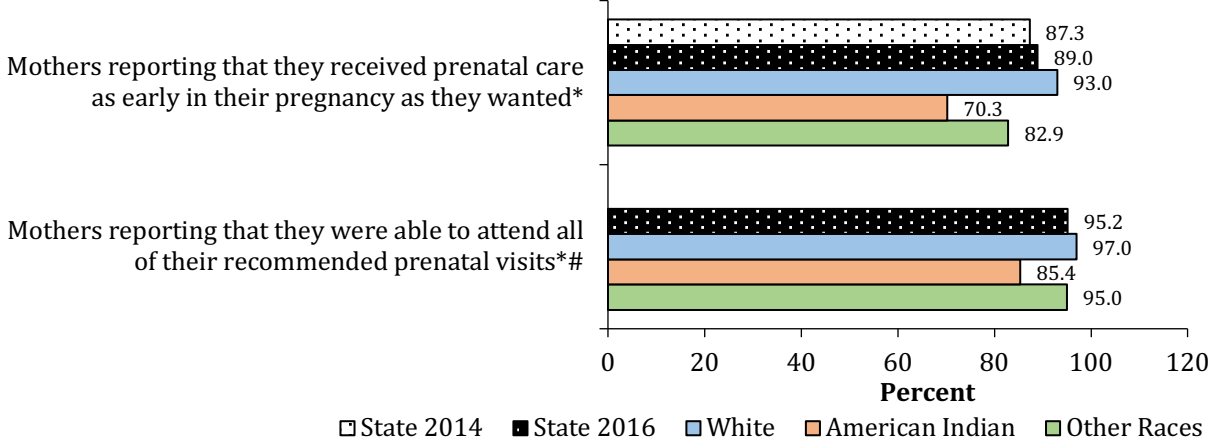 87.3
Mothers reporting that they received prenatal care
as early in their pregnancy as they wanted*
89.0
93.0
70.3
82.9
Mothers reporting that they were able to attend all
of their recommended prenatal visits*#
95.2
97.0
85.4
95.0
0 20 40 60 80 100 120
Percent
State 2014 State 2016 White American Indian Other Races